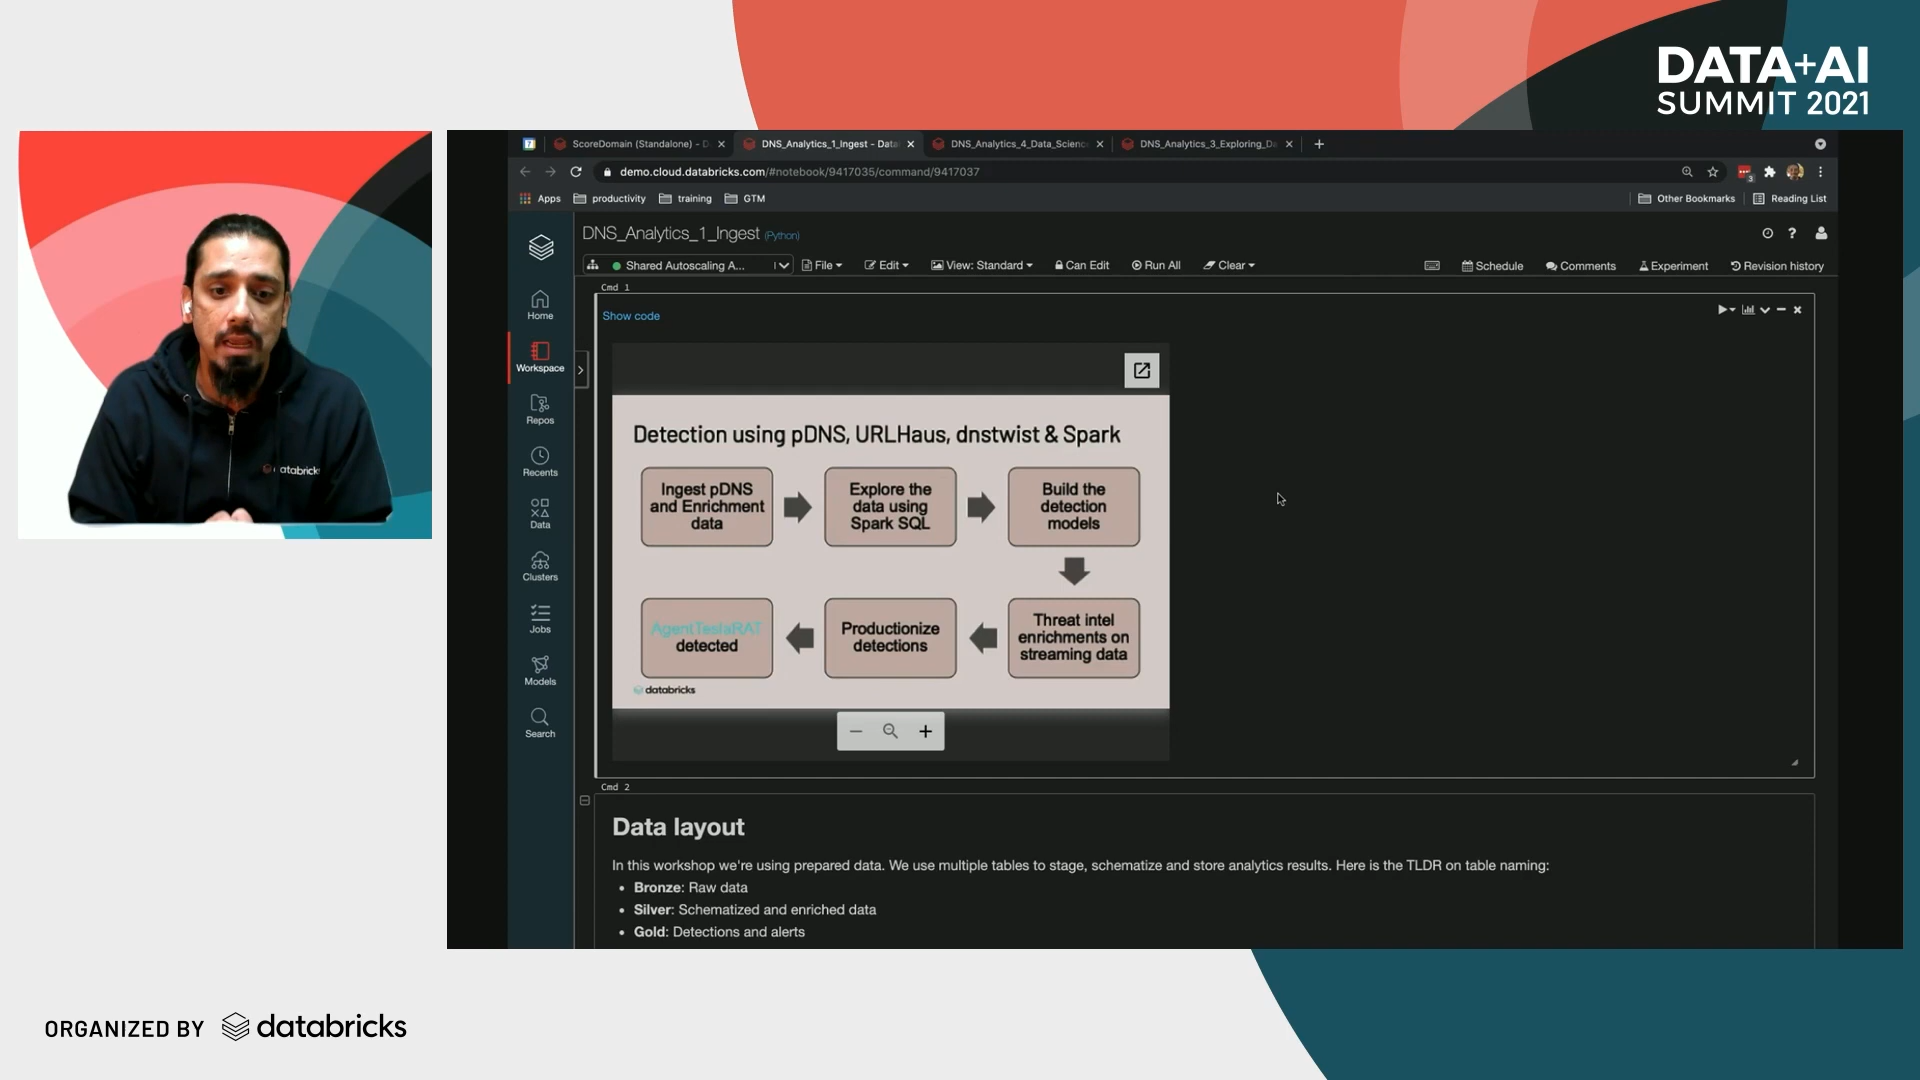 DATA+AI
SUMMIT 2021
ScoreDomain (Standalone) - D
DNS_Analytics_1_Ingest - Data
DNS_Analytics_4_Data_Scienc
DNS_Analytics_3_Exploring_Da
demo.cloud.databricks.com/#notebook/9417035/command/9417037
Apps
productivity
training
GTM
Other Bookmarks
Reading List
DNS_Analytics_1_Ingest (Python)
Shared Autoscaling A...
File
Edit
View: Standard
Can Edit
Run All
Clear
Schedule
Comments
Experiment
Revision history
Home
Workspace
Repos
Recents
Data
Clusters
Jobs
Models
Search
Cmd 1
Show code
Detection using pDNS, URLHaus, dnstwist & Spark
Ingest pDNS
and Enrichment
data
Explore the
data using
Spark SQL
Build the
detection
models
Threat intel
enrichments on
streaming data
Productionize
detections
AgentTeslaRAT
detected
databricks
Cmd 2
Data layout
In this workshop we're using prepared data. We use multiple tables to stage, schematize and store analytics results. Here is the TLDR on table naming:
• Bronze: Raw data
• Silver: Schematized and enriched data
• Gold: Detections and alerts
ORGANIZED BY databricks